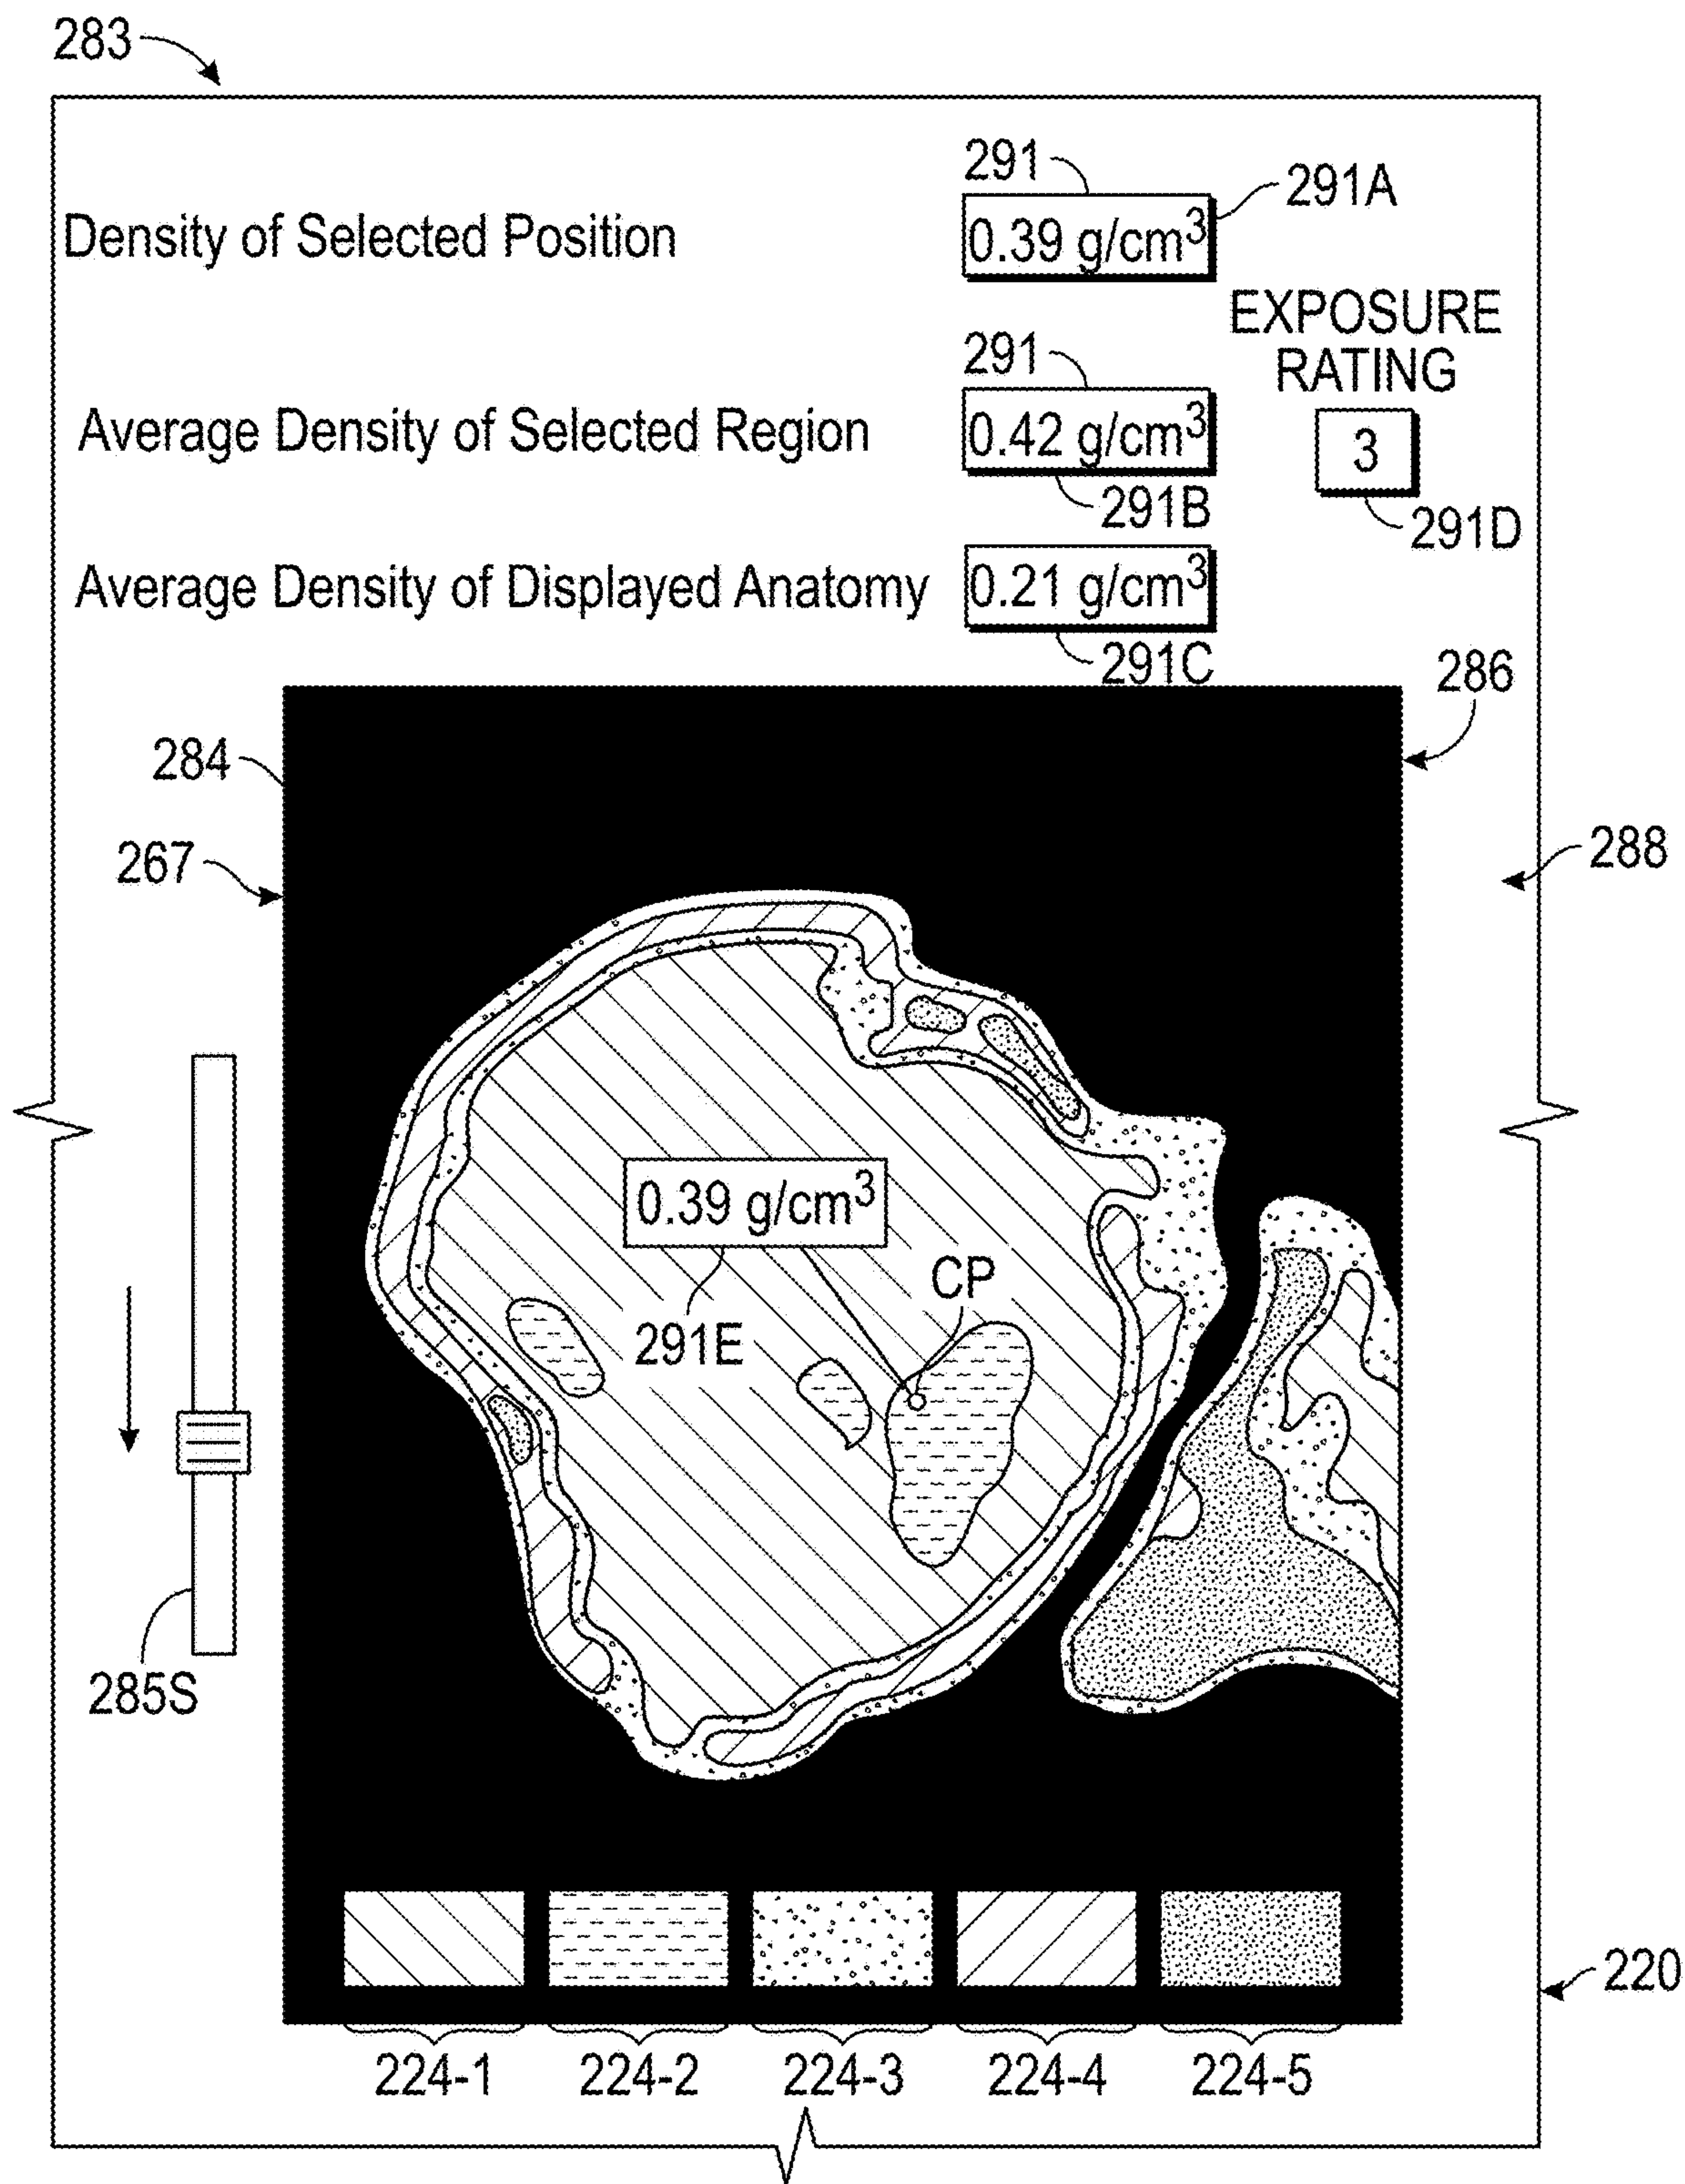 283
291
291A
Density of Selected Position
0.39 g/cm³
EXPOSURE
RATING
291
Average Density of Selected Region
0.42 g/cm³
3
291B
291D
Average Density of Displayed Anatomy
0.21 g/cm³
291C
286
284
267
288
0.39 g/cm³
CP
291E
285S
220
224-1 224-2 224-3 224-4 224-5